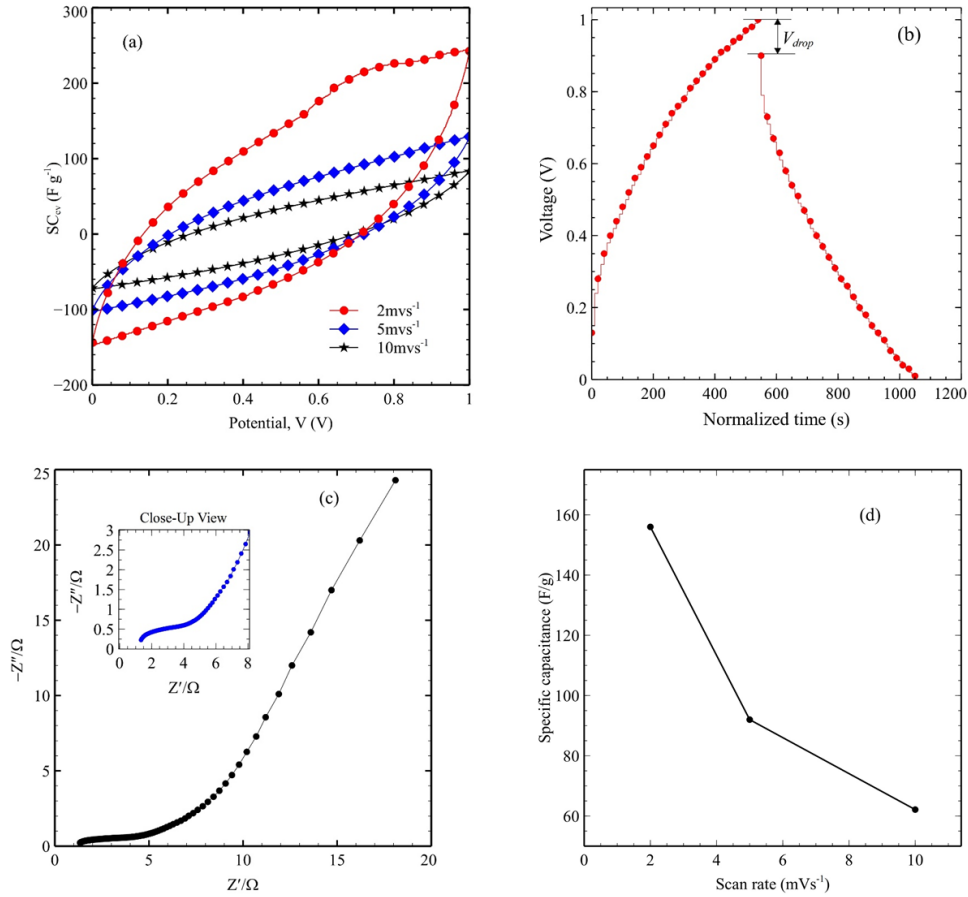 (a)
SC_cv (F g⁻¹)
200
100
0
−100
−200
2mvs⁻¹
5mvs⁻¹
10mvs⁻¹
0 0.2 0.4 0.6 0.8 1
Potential, V (V)
(b)
V_drop
Voltage (V)
1
0.8
0.6
0.4
0.2
0
0 200 400 600 800 1000 1200
Normalized time (s)
(c)
−Z″/Ω
25
20
15
10
5
0
Close-Up View
−Z″/Ω
3
2.5
2
1.5
1
0.5
0
0 2 4 6 8
Z′/Ω
0 5 10 15 20
Z′/Ω
(d)
Specific capacitance (F/g)
160
140
120
100
80
60
0 2 4 6 8 10
Scan rate (mVs⁻¹)